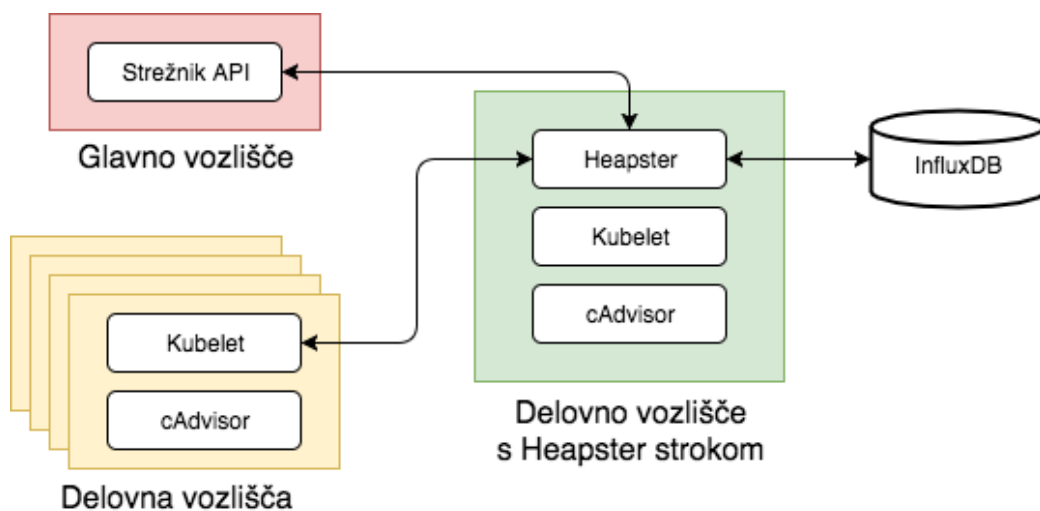 Strežnik API
Glavno vozlišče
Heapster
Kubelet
cAdvisor
Delovno vozlišče
s Heapster strokom
InfluxDB
Kubelet
cAdvisor
Delovna vozlišča